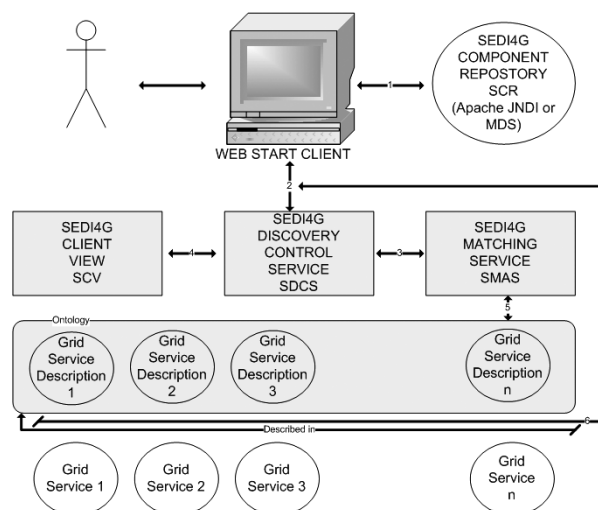 SEDI4G
COMPONENT
REPOSTORY
SCR
(Apache JNDI or
MDS)
1
WEB START CLIENT
2
SEDI4G
CLIENT
VIEW
SCV
4
SEDI4G
DISCOVERY
CONTROL
SERVICE
SDCS
3
SEDI4G
MATCHING
SERVICE
SMAS
5
Ontology
Grid
Service
Description
1
Grid
Service
Description
2
Grid
Service
Description
3
Grid
Service
Description
n
6
Described in
Grid
Service 1
Grid
Service 2
Grid
Service 3
Grid
Service
n